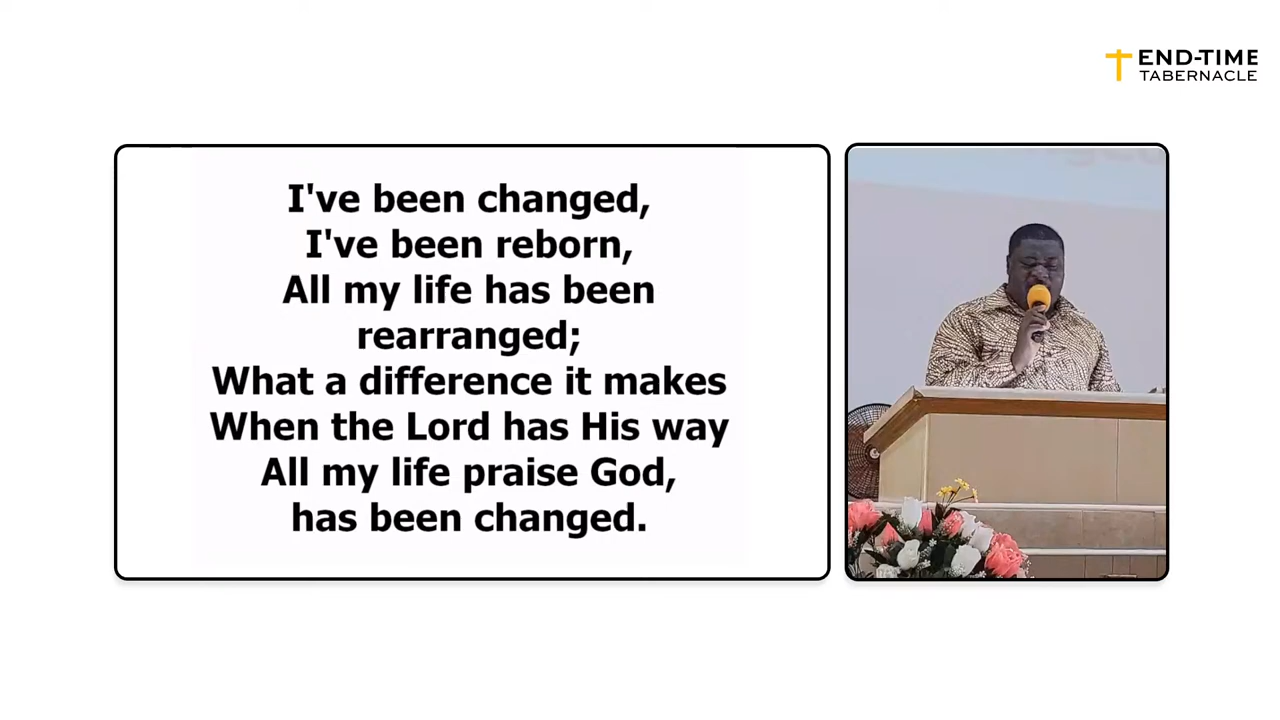 END-TIME
TABERNACLE
I've been changed,
I've been reborn,
All my life has been
rearranged;
What a difference it makes
When the Lord has His way
All my life praise God,
has been changed.